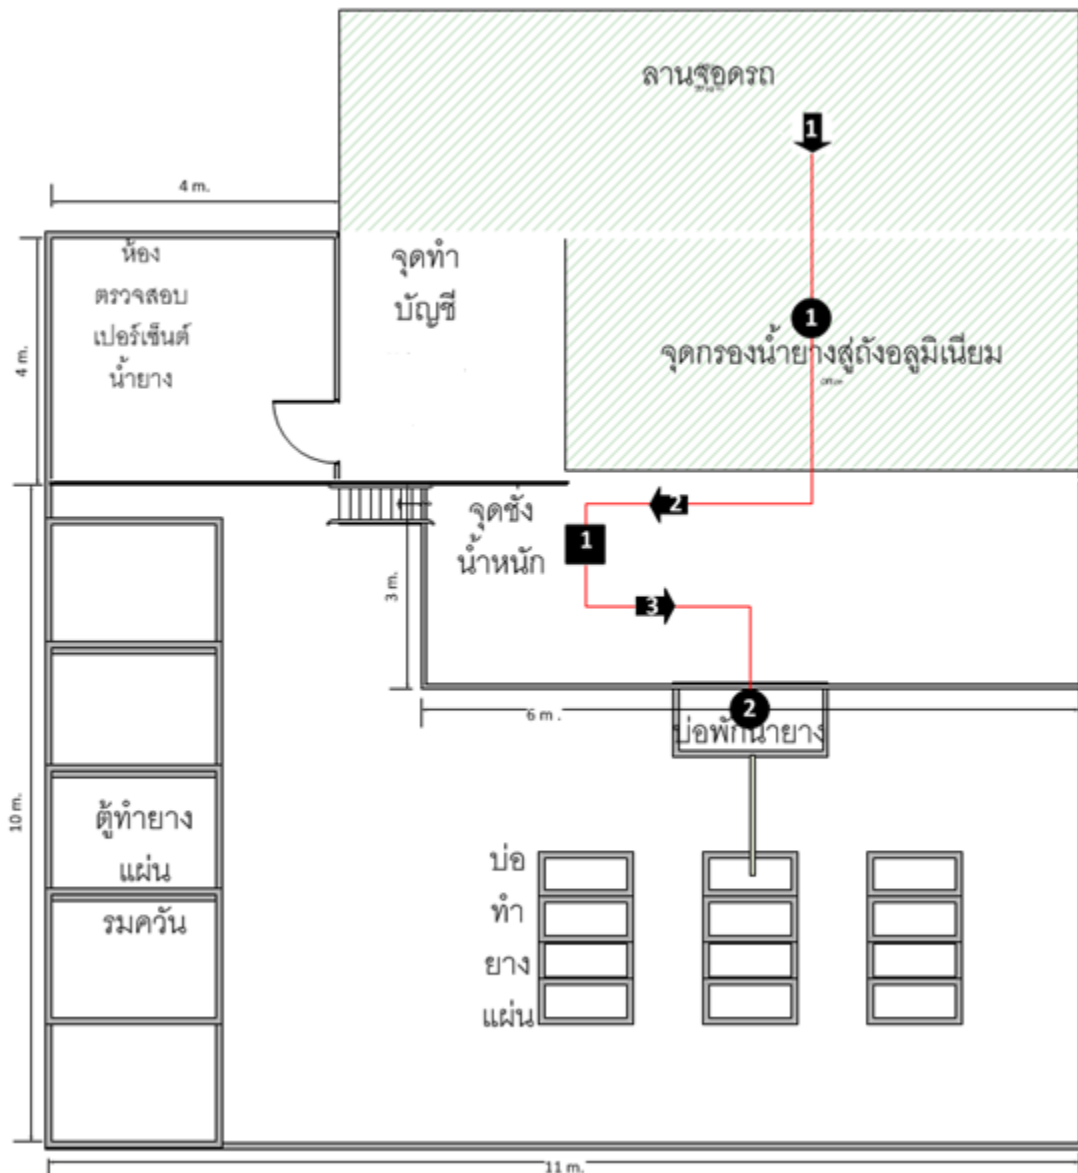 ลานจอดรถ
1
4 m.
ห้อง
ตรวจสอบ
เปอร์เซ็นต์
น้ำยาง
จุดทำ
บัญชี
4 m.
1
จุดกรองน้ำยางสู่ถังอลูมิเนียม
Office
2
จุดชั่ง
น้ำหนัก
1
3 m.
3
6 m .
2
บ่อพักน้ำยาง
10 m.
ตู้ทำยาง
แผ่น
รมควัน
บ่อ
ทำ
ยาง
แผ่น
11 m.